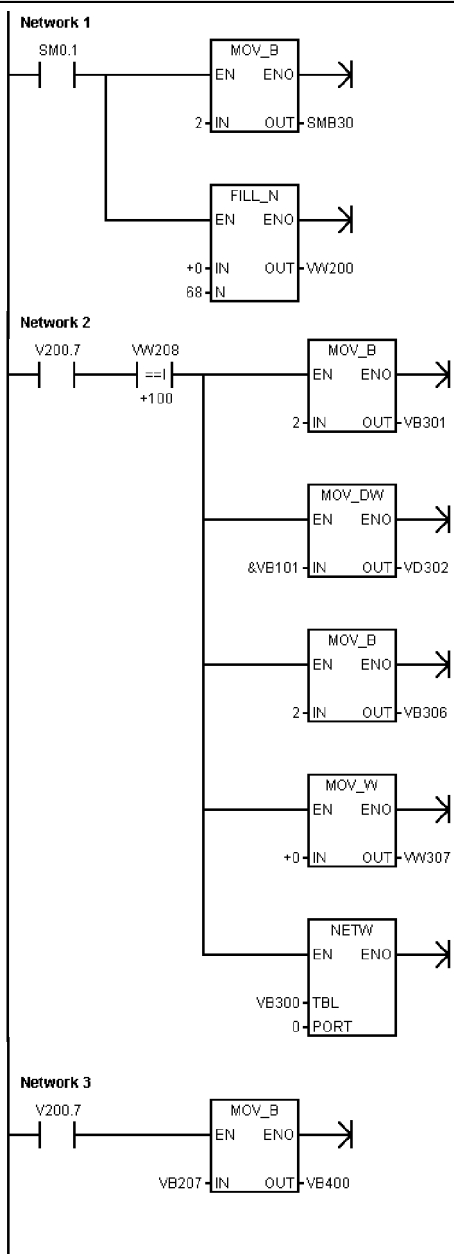 Network 1
SM0.1
MOV_B
EN ENO
2 IN OUT SMB30
FILL_N
EN ENO
+0 IN OUT VW200
68 N
Network 2
V200.7 VW208
==I
+100
MOV_B
EN ENO
2 IN OUT VB301
MOV_DW
EN ENO
&VB101 IN OUT VD302
MOV_B
EN ENO
2 IN OUT VB306
MOV_W
EN ENO
+0 IN OUT VW307
NETW
EN ENO
VB300 TBL
0 PORT
Network 3
V200.7
MOV_B
EN ENO
VB207 IN OUT VB400